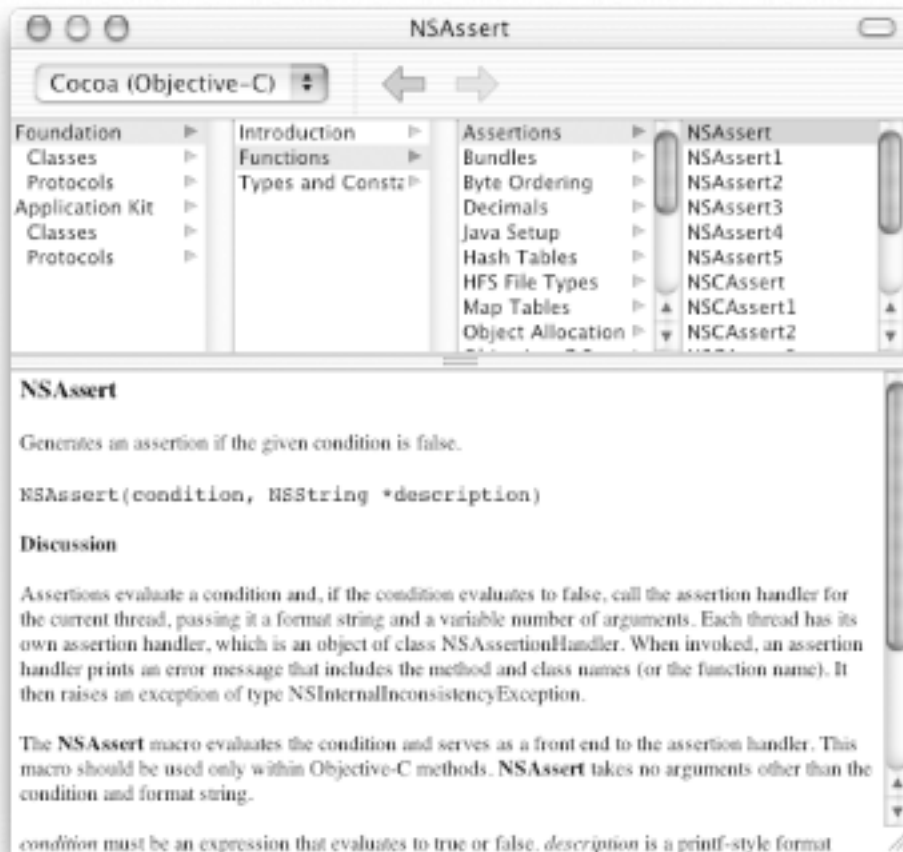 NSAssert
Cocoa (Objective-C)
Foundation
Classes
Protocols
Application Kit
Classes
Protocols
Introduction
Functions
Types and Consta
Assertions
Bundles
Byte Ordering
Decimals
Java Setup
Hash Tables
HFS File Types
Map Tables
Object Allocation
NSAssert
NSAssert1
NSAssert2
NSAssert3
NSAssert4
NSAssert5
NSCAssert
NSCAssert1
NSCAssert2
NSAssert
Generates an assertion if the given condition is false.
NSAssert(condition, NSString *description)
Discussion
Assertions evaluate a condition and, if the condition evaluates to false, call the assertion handler for
the current thread, passing it a format string and a variable number of arguments. Each thread has its
own assertion handler, which is an object of class NSAssertionHandler. When invoked, an assertion
handler prints an error message that includes the method and class names (or the function name). It
then raises an exception of type NSInternalInconsistencyException.
The NSAssert macro evaluates the condition and serves as a front end to the assertion handler. This
macro should be used only within Objective-C methods. NSAssert takes no arguments other than the
condition and format string.
condition must be an expression that evaluates to true or false. description is a printf-style format